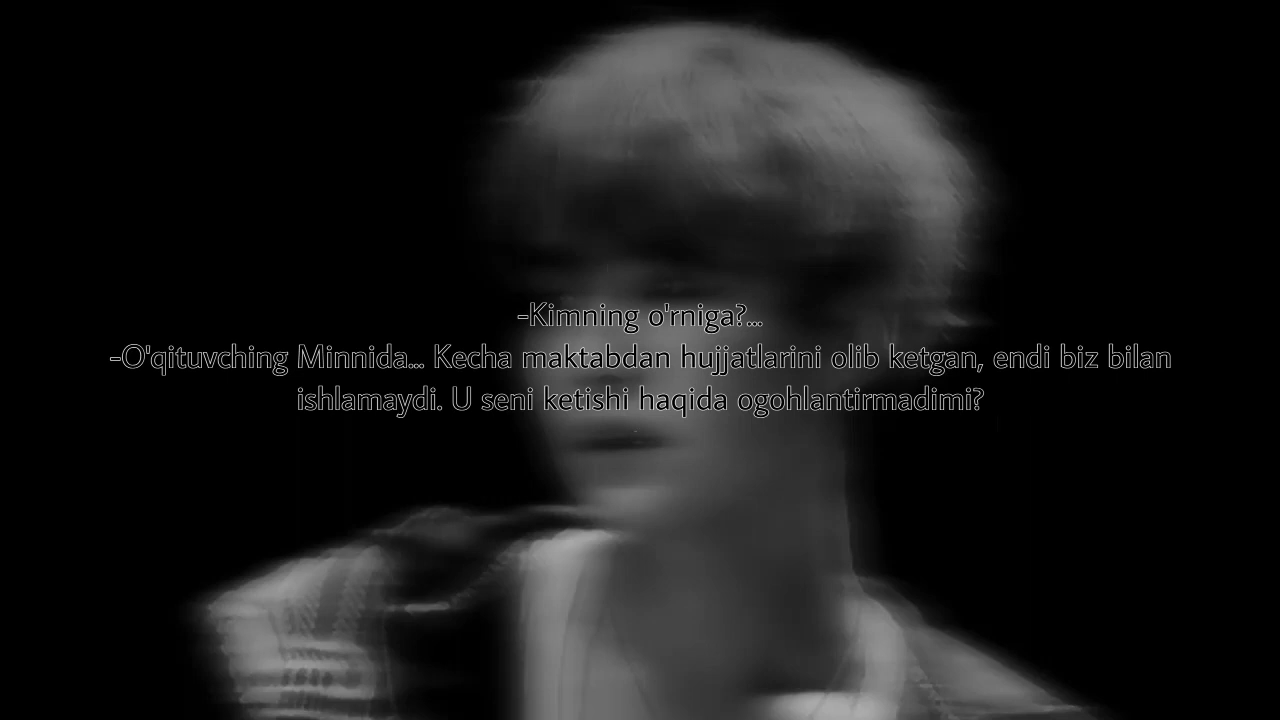 -Kimning o'rniga?...
-O'qituvching Minnida... Kecha maktabdan hujjatlarini olib ketgan, endi biz bilan
ishlamaydi. U seni ketishi haqida ogohlantirmadimi?